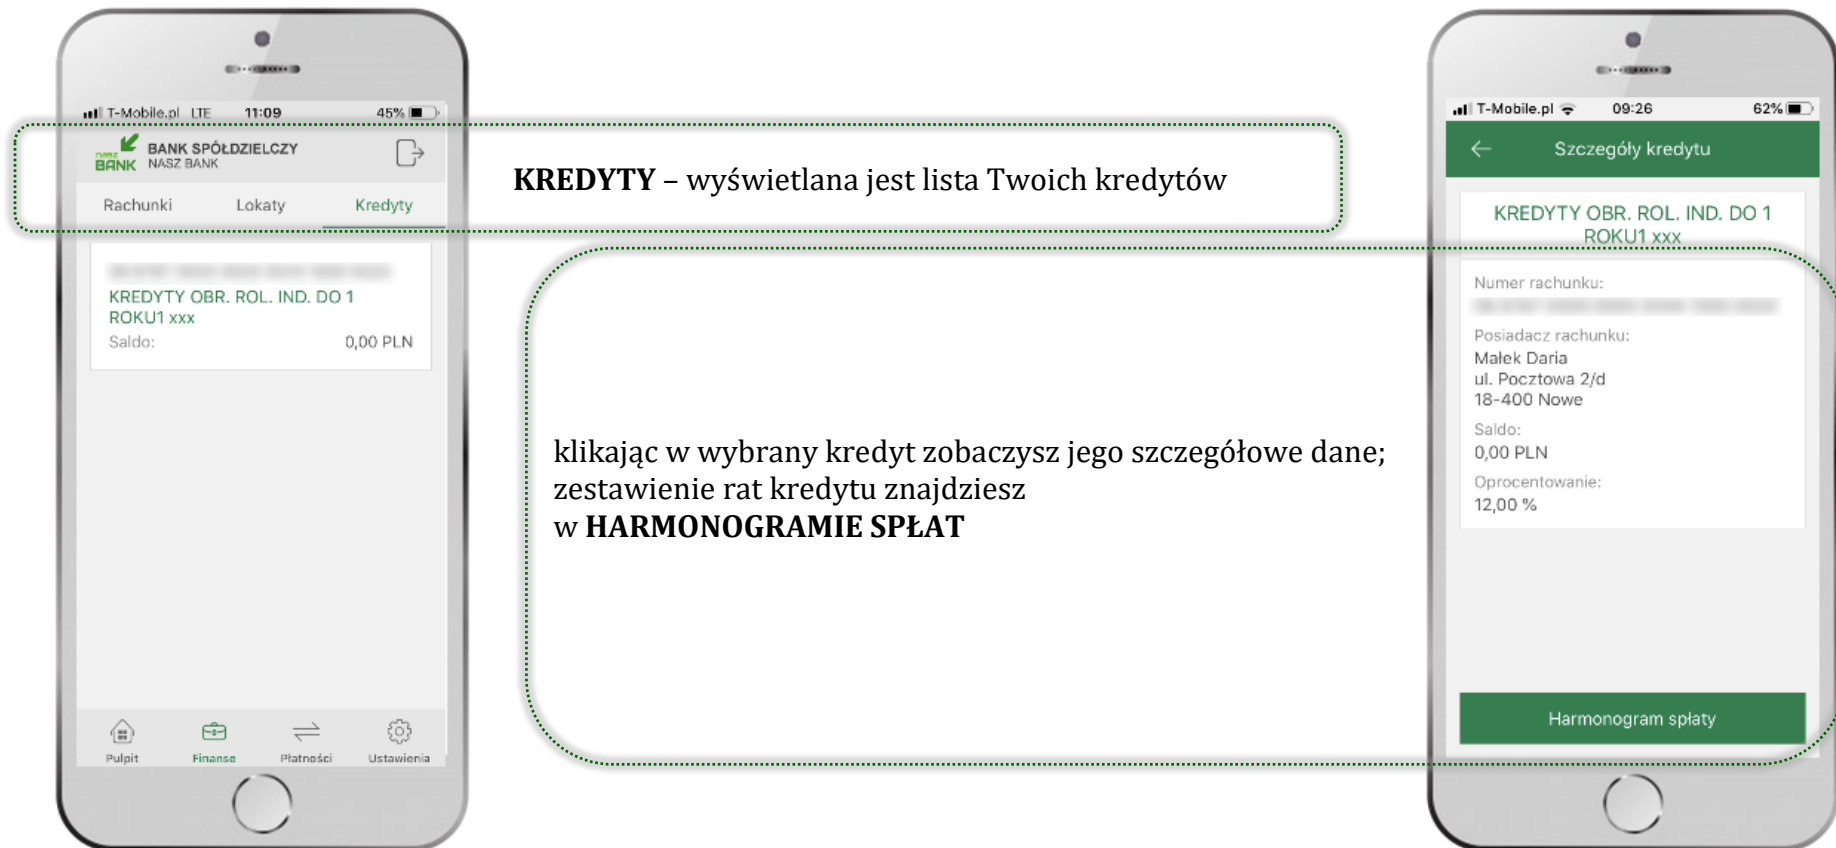 T-Mobile.pl LTE 11:09 45%
nasz BANK
BANK SPÓŁDZIELCZY
NASZ BANK
Rachunki Lokaty Kredyty
KREDYTY OBR. ROL. IND. DO 1
ROKU1 xxx
Saldo: 0,00 PLN
Pulpit Finanse Płatności Ustawienia
KREDYTY – wyświetlana jest lista Twoich kredytów
klikając w wybrany kredyt zobaczysz jego szczegółowe dane;
zestawienie rat kredytu znajdziesz
w HARMONOGRAMIE SPŁAT
T-Mobile.pl 09:26 62%
Szczegóły kredytu
KREDYTY OBR. ROL. IND. DO 1
ROKU1 xxx
Numer rachunku:
Posiadacz rachunku:
Małek Daria
ul. Pocztowa 2/d
18-400 Nowe
Saldo:
0,00 PLN
Oprocentowanie:
12,00 %
Harmonogram spłaty